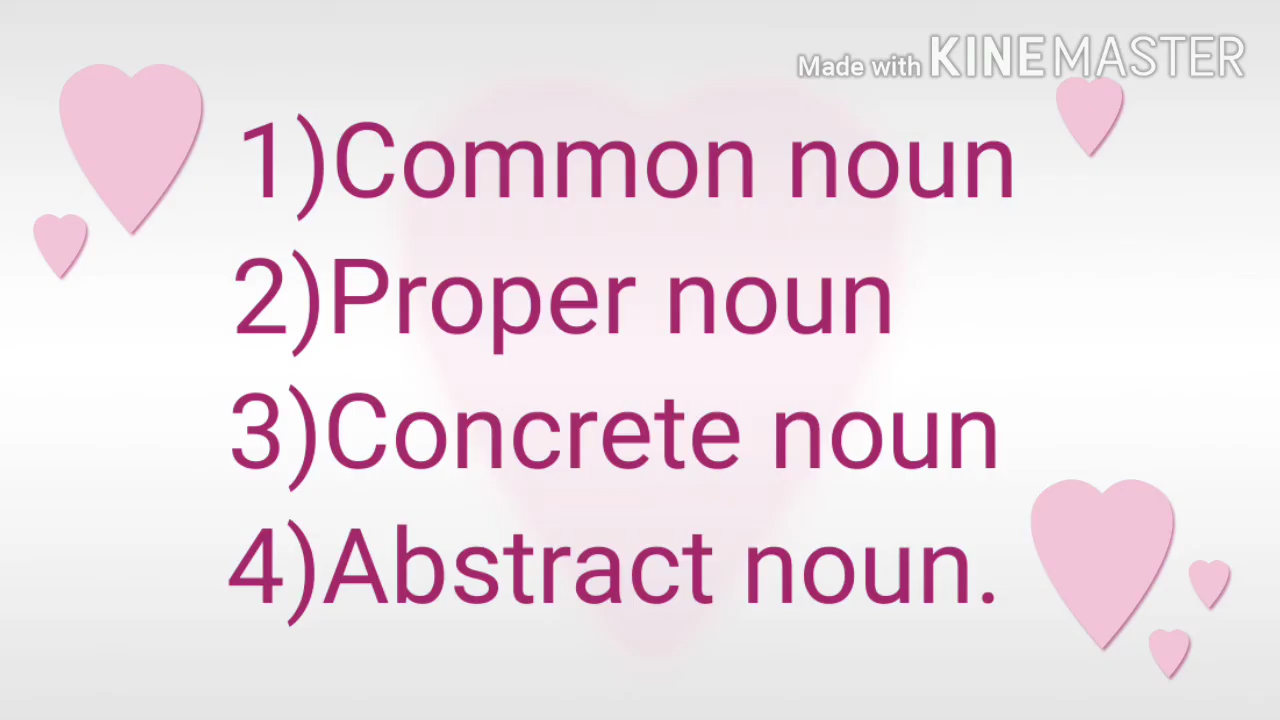 Made with KINEMASTER
1)Common noun
2)Proper noun
3)Concrete noun
4)Abstract noun.